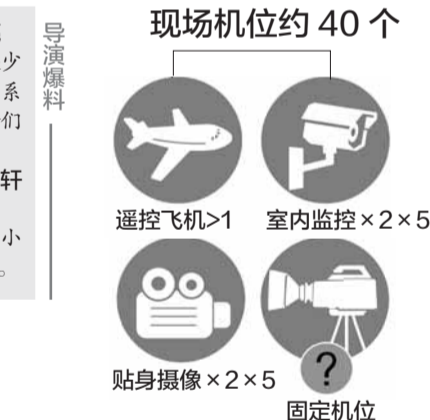 少
系
们
轩
小
。
导演爆料
现场机位约 40 个
遥控飞机>1
室内监控×2×5
贴身摄像×2×5
?
固定机位